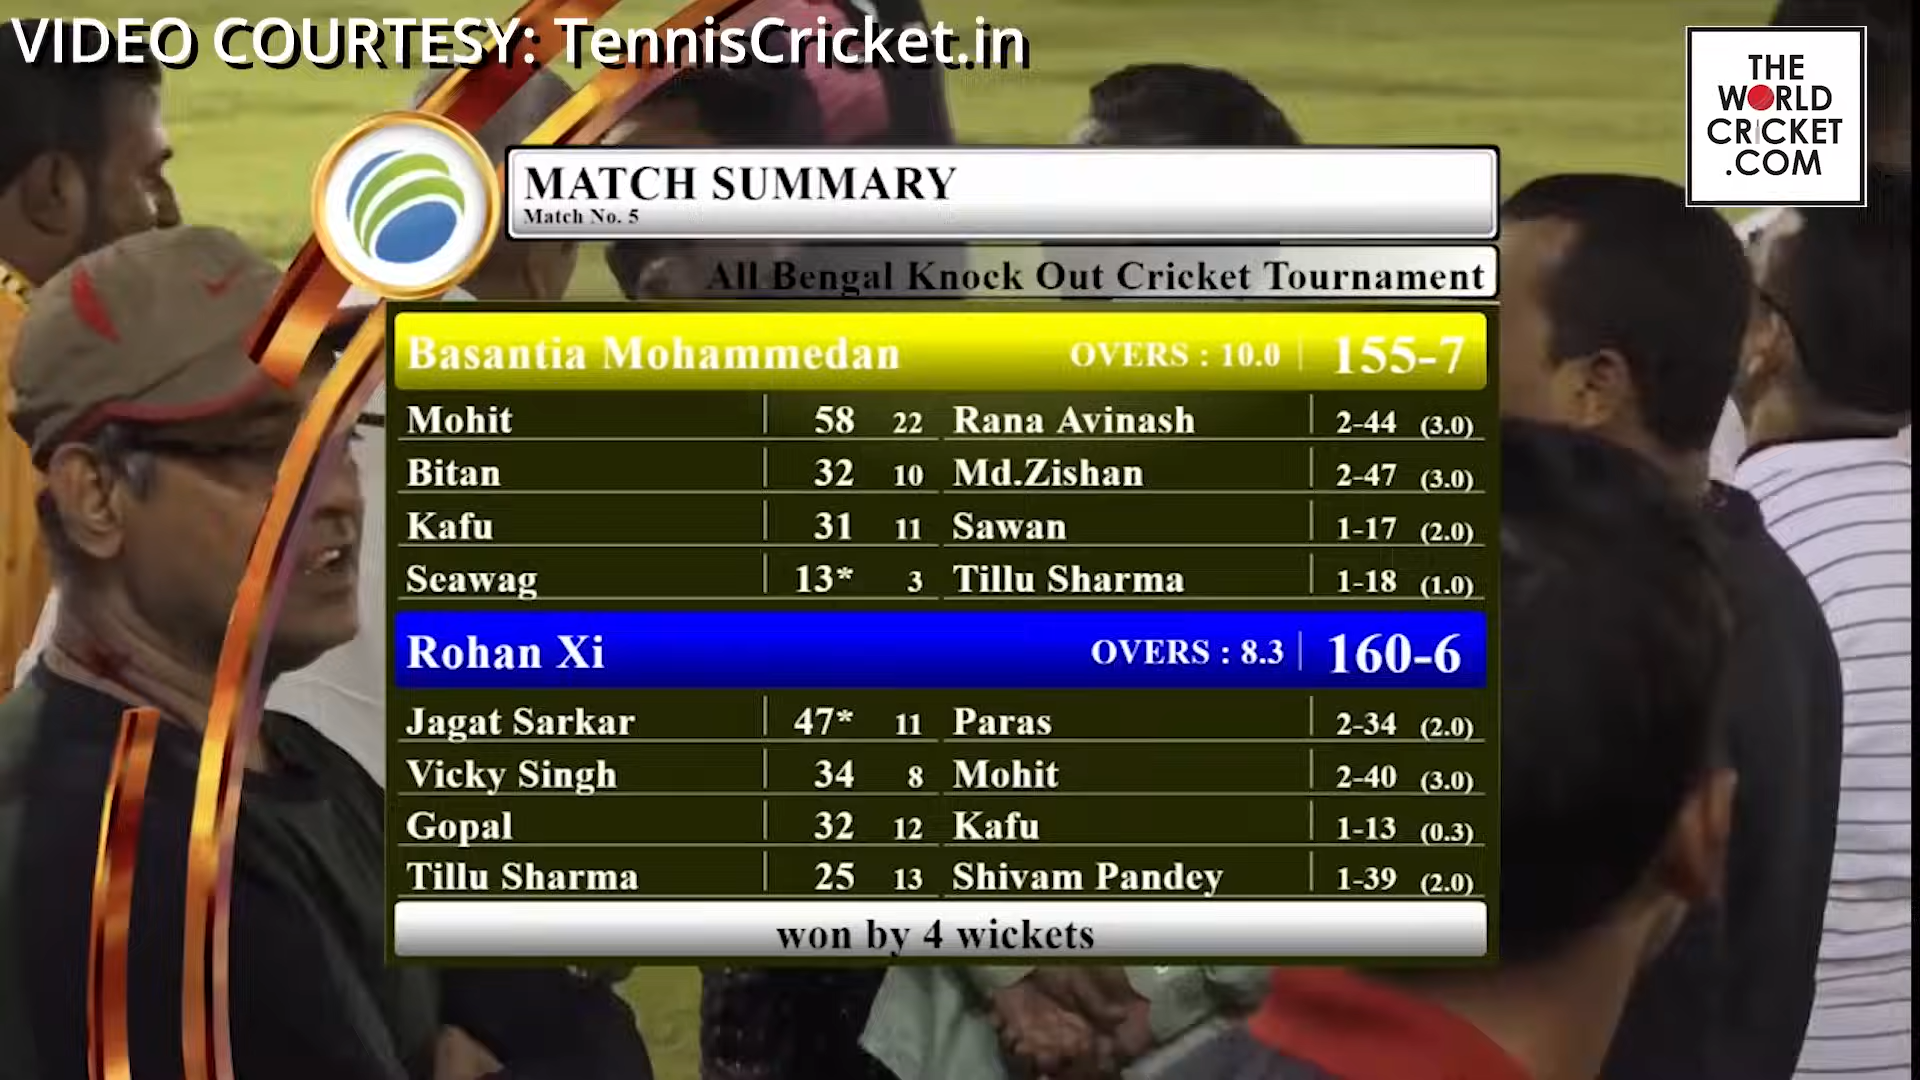 VIDEO COURTESY: TennisCricket.in
THE
WORLD
CRICKET
.COM
MATCH SUMMARY
Match No. 5
All Bengal Knock Out Cricket Tournament
Basantia Mohammedan OVERS : 10.0 155-7
Mohit 58 22 Rana Avinash 2-44 (3.0)
Bitan 32 10 Md.Zishan 2-47 (3.0)
Kafu 31 11 Sawan 1-17 (2.0)
Seawag 13* 3 Tillu Sharma 1-18 (1.0)
Rohan Xi OVERS : 8.3 160-6
Jagat Sarkar 47* 11 Paras 2-34 (2.0)
Vicky Singh 34 8 Mohit 2-40 (3.0)
Gopal 32 12 Kafu 1-13 (0.3)
Tillu Sharma 25 13 Shivam Pandey 1-39 (2.0)
won by 4 wickets